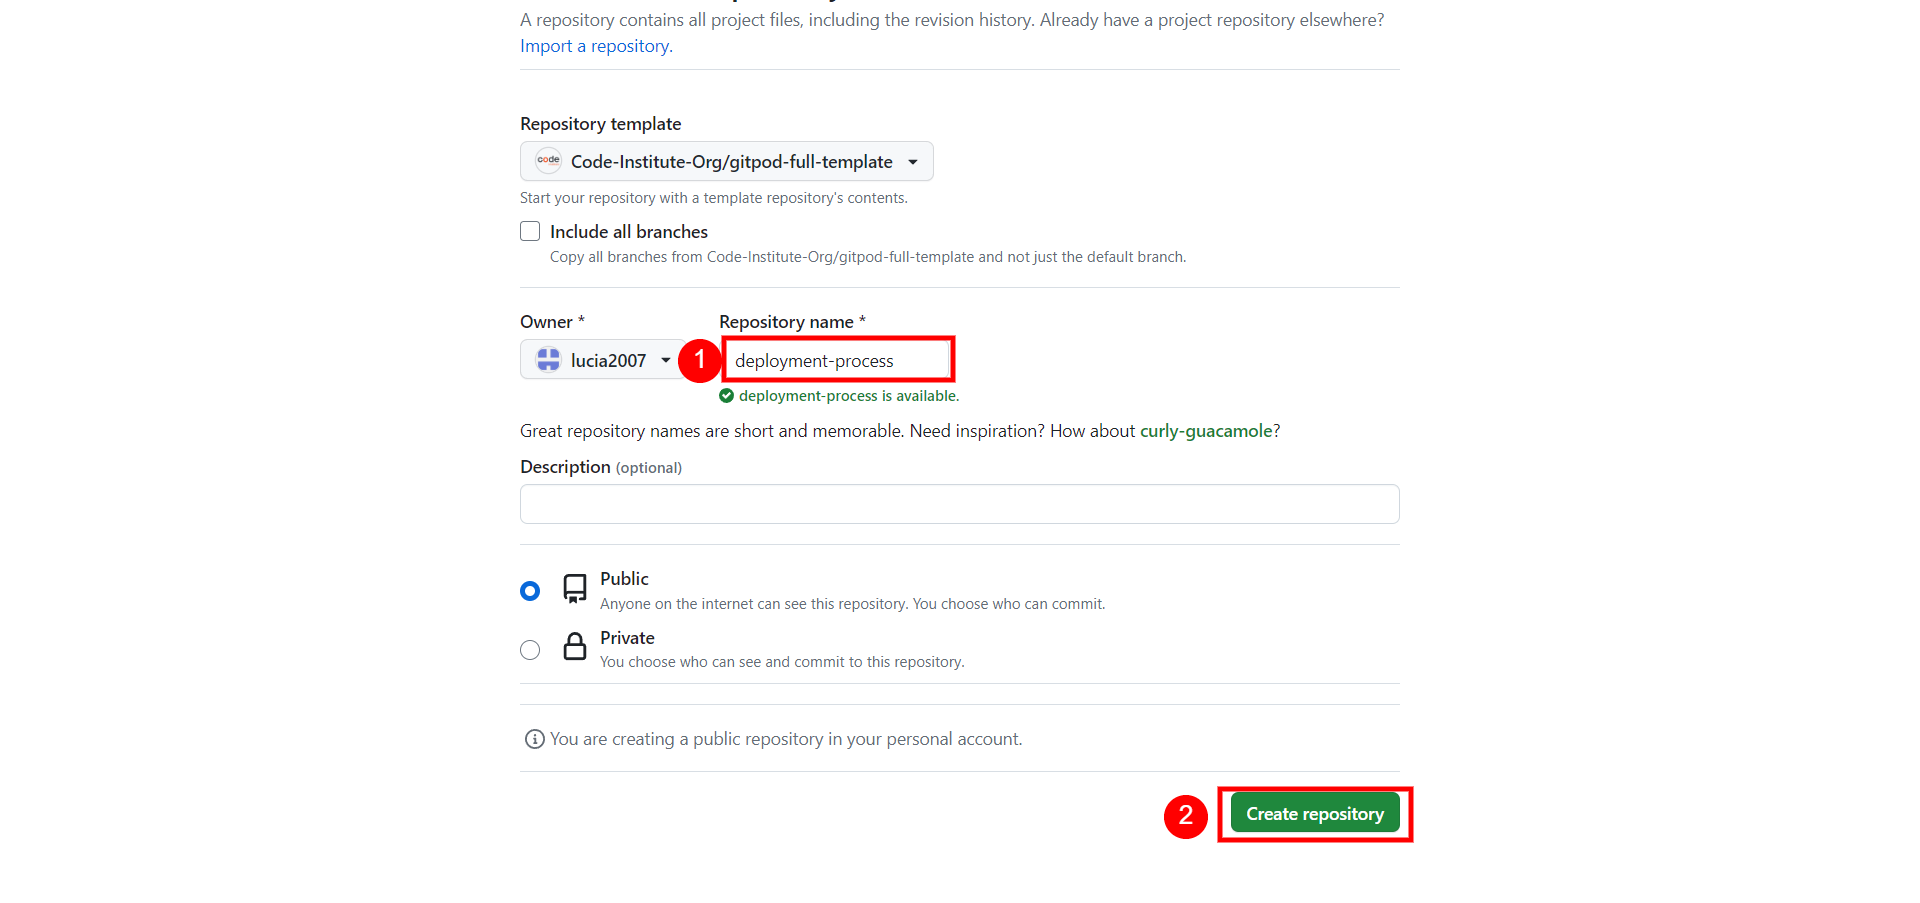 A repository contains all project files, including the revision history. Already have a project repository elsewhere?
Import a repository.
Repository template
code Code-Institute-Org/gitpod-full-template
Start your repository with a template repository's contents.
Include all branches
Copy all branches from Code-Institute-Org/gitpod-full-template and not just the default branch.
Owner * Repository name *
lucia2007 1 deployment-process
deployment-process is available.
Great repository names are short and memorable. Need inspiration? How about curly-guacamole?
Description (optional)
Public
Anyone on the internet can see this repository. You choose who can commit.
Private
You choose who can see and commit to this repository.
You are creating a public repository in your personal account.
2 Create repository